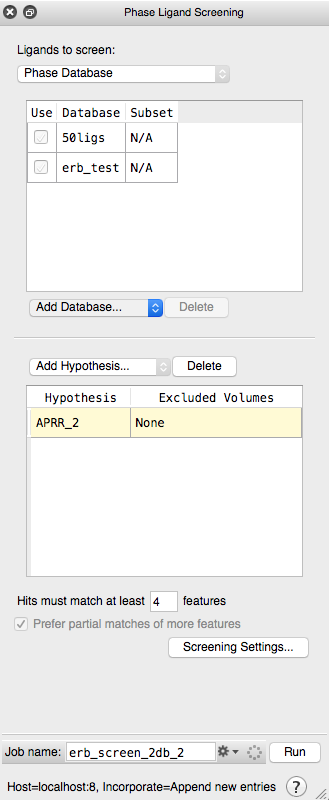 Phase Ligand Screening
Ligands to screen:
Phase Database
Use Database Subset
50ligs N/A
erb_test N/A
Add Database... Delete
Add Hypothesis... Delete
Hypothesis Excluded Volumes
APRR_2 None
Hits must match at least 4 features
Prefer partial matches of more features
Screening Settings...
Job name: erb_screen_2db_2 Run
Host=localhost:8, Incorporate=Append new entries ?